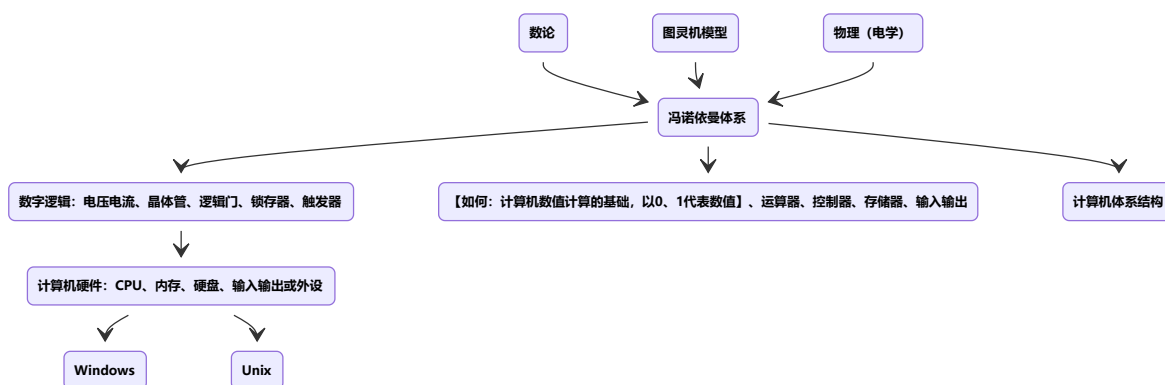 数论
图灵机模型
物理（电学）
冯诺依曼体系
数字逻辑：电压电流、晶体管、逻辑门、锁存器、触发器
【如何：计算机数值计算的基础，以0、1代表数值】、运算器、控制器、存储器、输入输出
计算机体系结构
计算机硬件：CPU、内存、硬盘、输入输出或外设
Windows
Unix